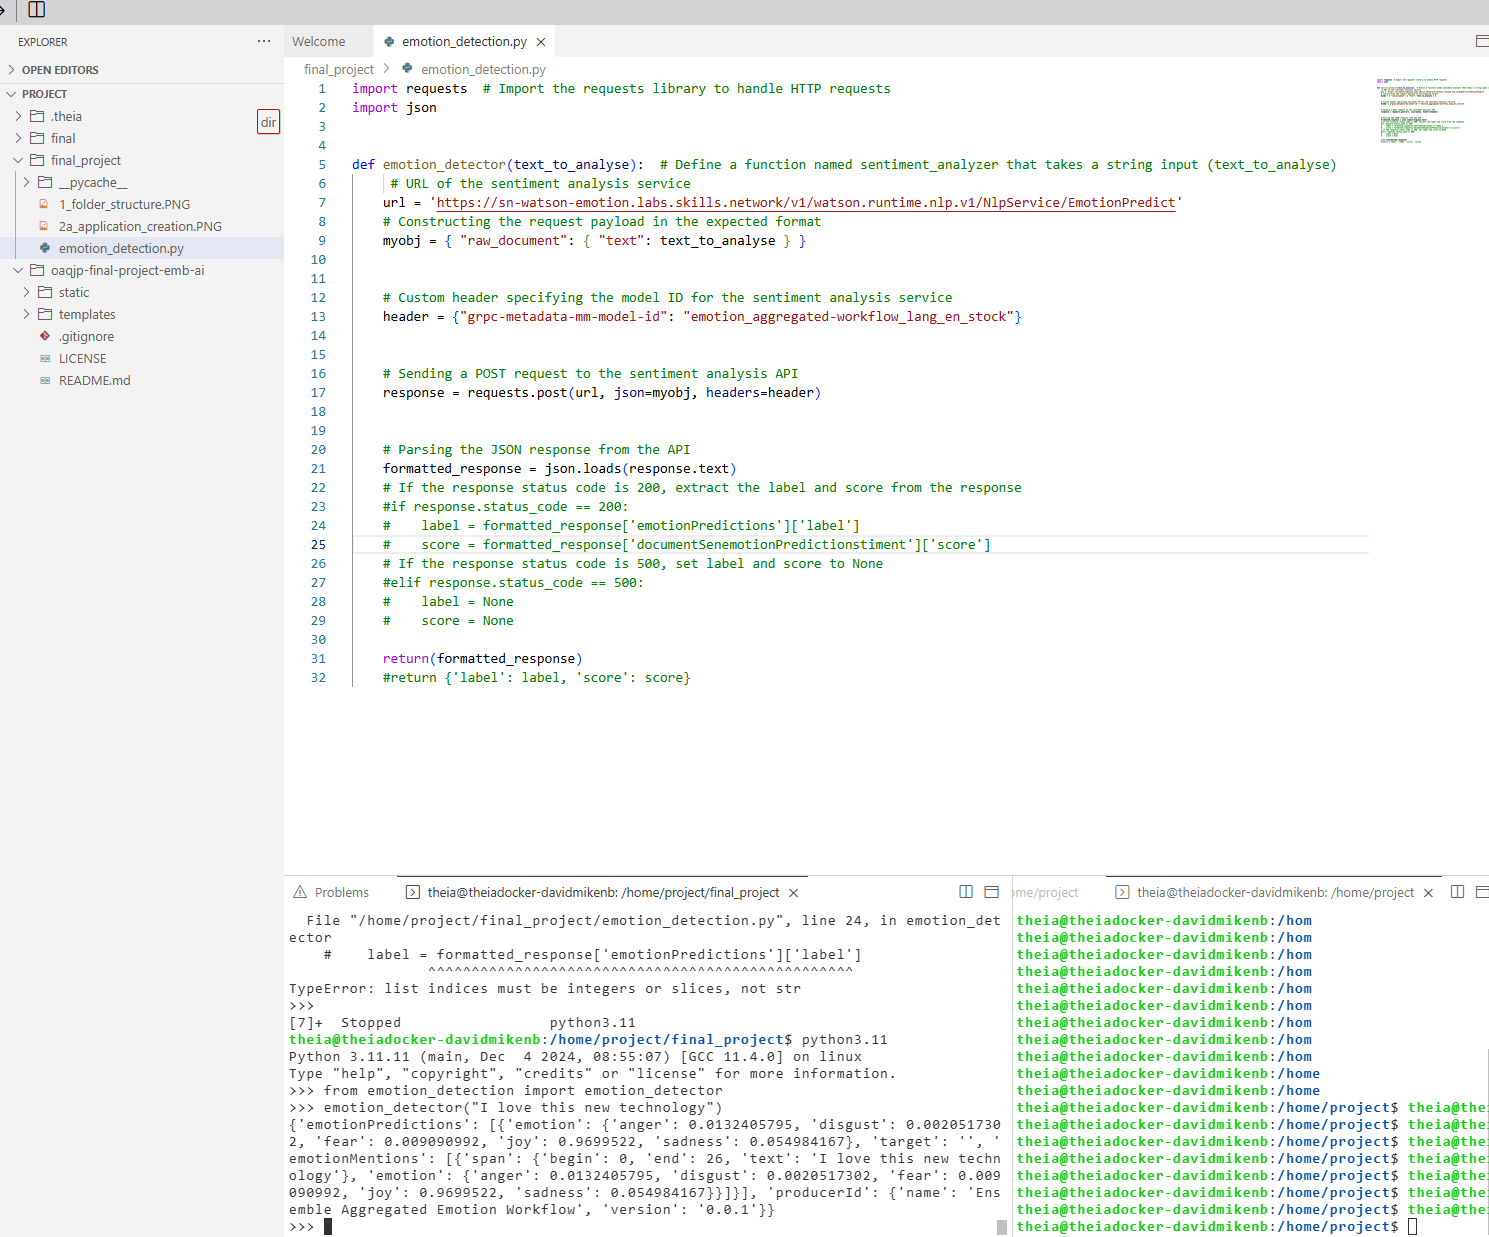 EXPLORER
...
OPEN EDITORS
PROJECT
.theia
dir
final
final_project
__pycache__
1_folder_structure.PNG
2a_application_creation.PNG
emotion_detection.py
oaqjp-final-project-emb-ai
static
templates
.gitignore
LICENSE
README.md
Welcome
emotion_detection.py
final_project > emotion_detection.py
1 import requests  # Import the requests library to handle HTTP requests
2 import json
3
4
5 def emotion_detector(text_to_analyse):  # Define a function named sentiment_analyzer that takes a string input (text_to_analyse)
6      # URL of the sentiment analysis service
7     url = 'https://sn-watson-emotion.labs.skills.network/v1/watson.runtime.nlp.v1/NlpService/EmotionPredict'
8     # Constructing the request payload in the expected format
9     myobj = { "raw_document": { "text": text_to_analyse } }
10
11
12     # Custom header specifying the model ID for the sentiment analysis service
13     header = {"grpc-metadata-mm-model-id": "emotion_aggregated-workflow_lang_en_stock"}
14
15
16     # Sending a POST request to the sentiment analysis API
17     response = requests.post(url, json=myobj, headers=header)
18
19
20     # Parsing the JSON response from the API
21     formatted_response = json.loads(response.text)
22     # If the response status code is 200, extract the label and score from the response
23     #if response.status_code == 200:
24     #    label = formatted_response['emotionPredictions']['label']
25     #    score = formatted_response['documentSenemotionPredictionstiment']['score']
26     # If the response status code is 500, set label and score to None
27     #elif response.status_code == 500:
28     #    label = None
29     #    score = None
30
31     return(formatted_response)
32     #return {'label': label, 'score': score}
Problems
theia@theiadocker-davidmikenb: /home/project/final_project
  File "/home/project/final_project/emotion_detection.py", line 24, in emotion_det
ector
    #    label = formatted_response['emotionPredictions']['label']
                ^^^^^^^^^^^^^^^^^^^^^^^^^^^^^^^^^^^^^^^^^^^^^^^^^
TypeError: list indices must be integers or slices, not str
>>>
[7]+  Stopped                 python3.11
theia@theiadocker-davidmikenb:/home/project/final_project$ python3.11
Python 3.11.11 (main, Dec  4 2024, 08:55:07) [GCC 11.4.0] on linux
Type "help", "copyright", "credits" or "license" for more information.
>>> from emotion_detection import emotion_detector
>>> emotion_detector("I love this new technology")
{'emotionPredictions': [{'emotion': {'anger': 0.0132405795, 'disgust': 0.002051730
2, 'fear': 0.009090992, 'joy': 0.9699522, 'sadness': 0.054984167}, 'target': '', '
emotionMentions': [{'span': {'begin': 0, 'end': 26, 'text': 'I love this new techn
ology'}, 'emotion': {'anger': 0.0132405795, 'disgust': 0.0020517302, 'fear': 0.009
090992, 'joy': 0.9699522, 'sadness': 0.054984167}}]}], 'producerId': {'name': 'Ens
emble Aggregated Emotion Workflow', 'version': '0.0.1'}}
>>>
ome/project
theia@theiadocker-davidmikenb: /home/project
theia@theiadocker-davidmikenb:/hom
theia@theiadocker-davidmikenb:/hom
theia@theiadocker-davidmikenb:/hom
theia@theiadocker-davidmikenb:/hom
theia@theiadocker-davidmikenb:/hom
theia@theiadocker-davidmikenb:/hom
theia@theiadocker-davidmikenb:/hom
theia@theiadocker-davidmikenb:/hom
theia@theiadocker-davidmikenb:/hom
theia@theiadocker-davidmikenb:/home
theia@theiadocker-davidmikenb:/home
theia@theiadocker-davidmikenb:/home/project$ theia@thei
theia@theiadocker-davidmikenb:/home/project$ theia@thei
theia@theiadocker-davidmikenb:/home/project$ theia@thei
theia@theiadocker-davidmikenb:/home/project$ theia@thei
theia@theiadocker-davidmikenb:/home/project$ theia@thei
theia@theiadocker-davidmikenb:/home/project$ theia@thei
theia@theiadocker-davidmikenb:/home/project$ theia@thei
theia@theiadocker-davidmikenb:/home/project$